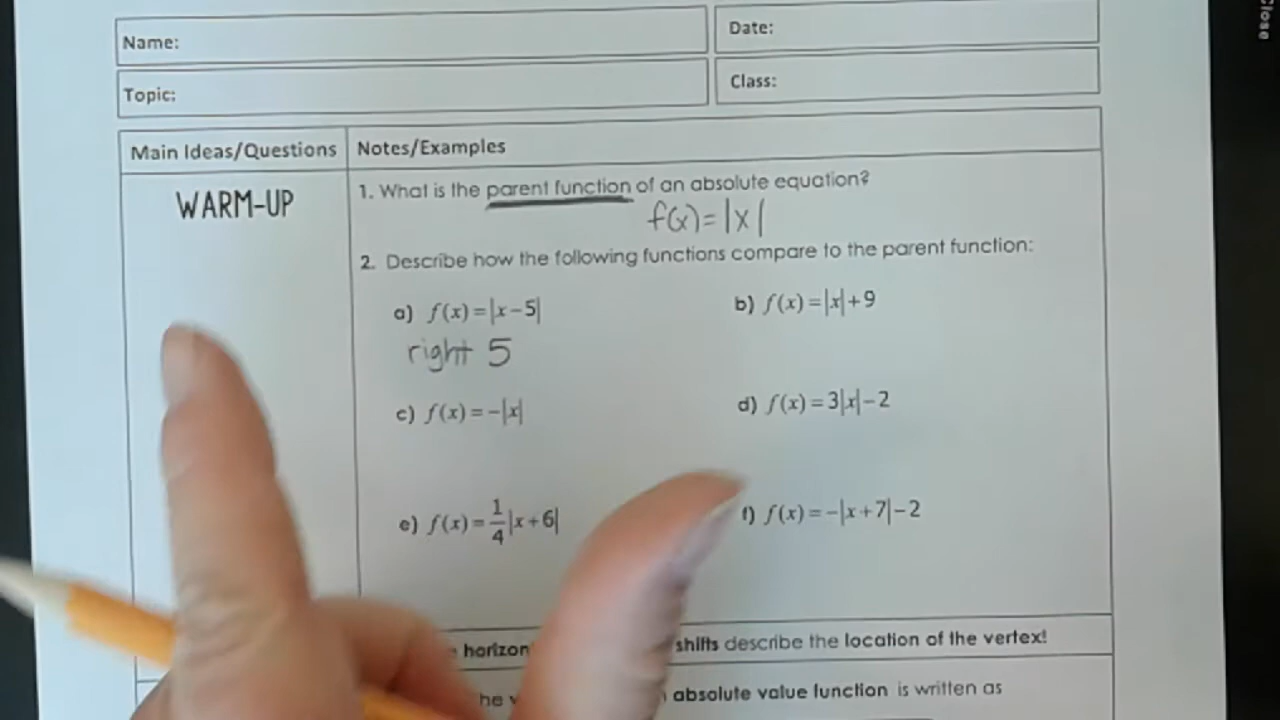 Close
Name:
Date:
Topic:
Class:
Main Ideas/Questions
Notes/Examples
WARM-UP
1. What is the parent function of an absolute equation?
f(x)=|x|
2. Describe how the following functions compare to the parent function:
a) f(x)=|x−5|
b) f(x)=|x|+9
right 5
c) f(x)=−|x|
d) f(x)=3|x|−2
e) f(x)=1/4|x+6|
f) f(x)=−|x+7|−2
shifts describe the location of the vertex!
absolute value function is written as